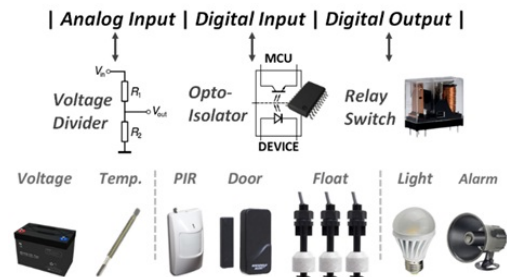 | Analog Input | Digital Input | Digital Output |
Vin
R1
Vout
R2
Voltage
Divider
Opto-
Isolator
MCU
DEVICE
Relay
Switch
Voltage Temp. PIR Door Float Light Alarm